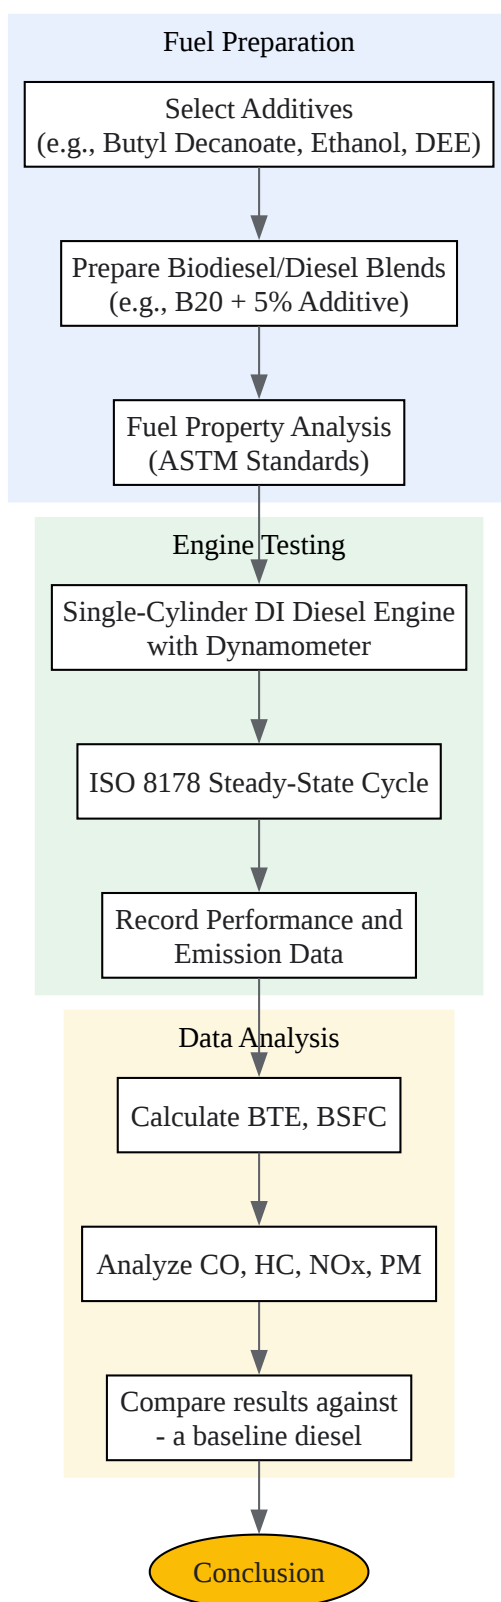 Fuel Preparation
Select Additives
(e.g., Butyl Decanoate, Ethanol, DEE)
Prepare Biodiesel/Diesel Blends
(e.g., B20 + 5% Additive)
Fuel Property Analysis
(ASTM Standards)
Engine Testing
Single-Cylinder DI Diesel Engine
with Dynamometer
ISO 8178 Steady-State Cycle
Record Performance and
Emission Data
Data Analysis
Calculate BTE, BSFC
Analyze CO, HC, NOx, PM
Compare results against
- a baseline diesel
Conclusion